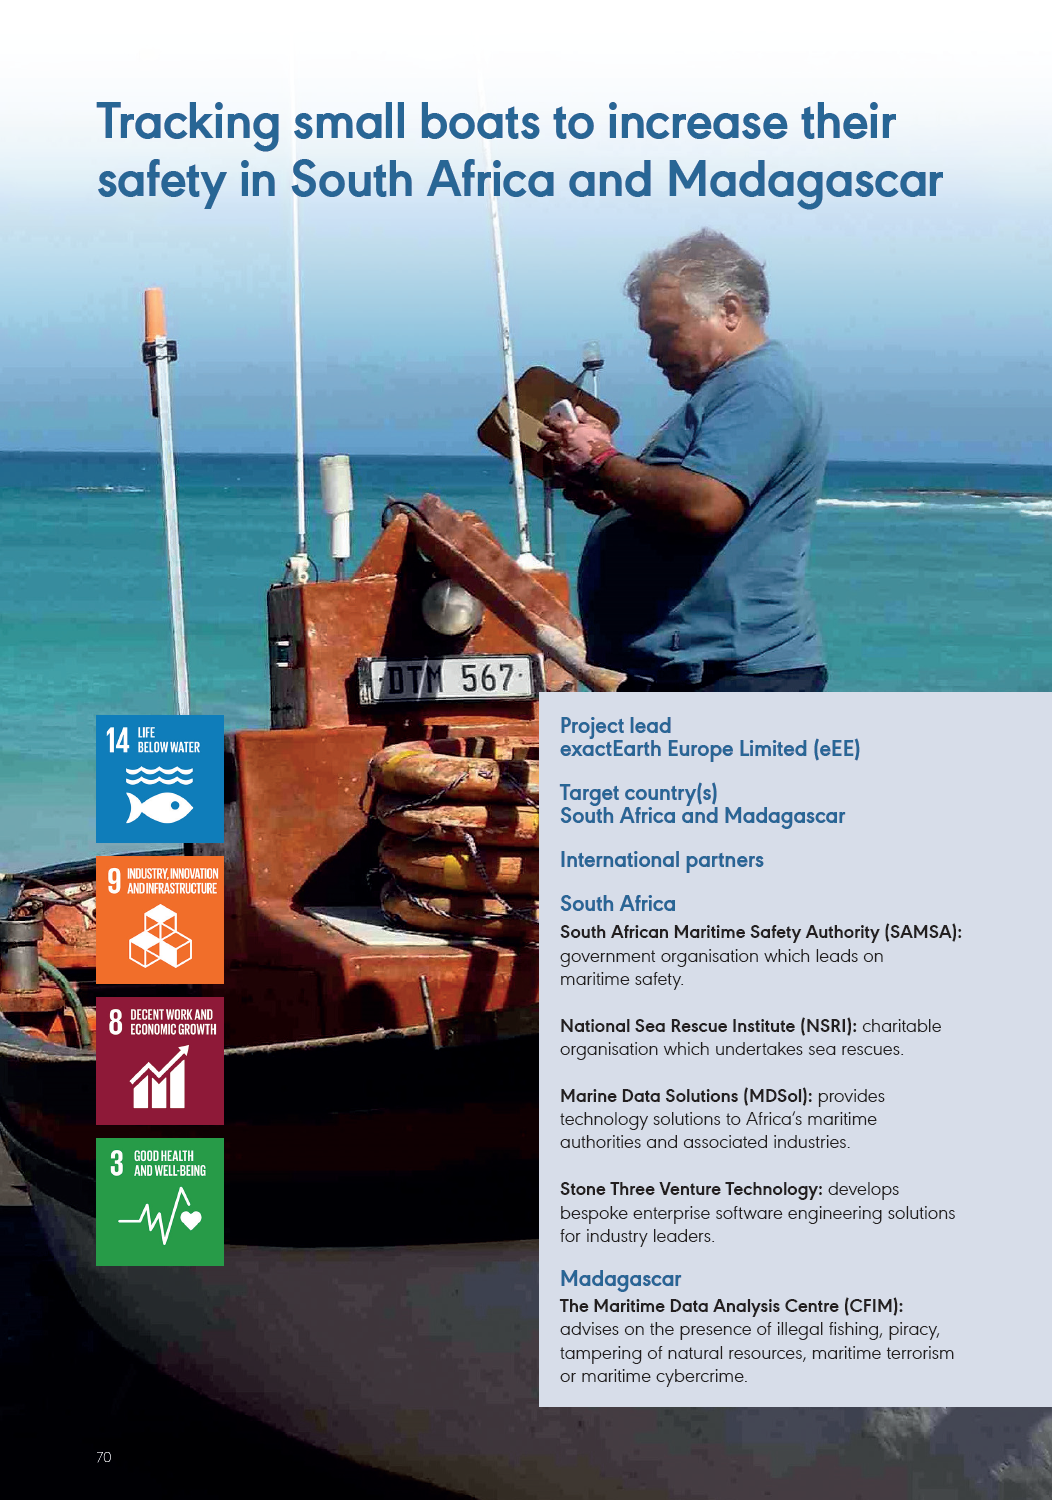 Tracking small boats to increase their
safety in South Africa and Madagascar
DTM 567
14 LIFE
BELOW WATER
9 INDUSTRY, INNOVATION
AND INFRASTRUCTURE
8 DECENT WORK AND
ECONOMIC GROWTH
3 GOOD HEALTH
AND WELL-BEING
Project lead
exactEarth Europe Limited (eEE)
Target country(s)
South Africa and Madagascar
International partners
South Africa
South African Maritime Safety Authority (SAMSA):
government organisation which leads on
maritime safety.
National Sea Rescue Institute (NSRI): charitable
organisation which undertakes sea rescues.
Marine Data Solutions (MDSol): provides
technology solutions to Africa’s maritime
authorities and associated industries.
Stone Three Venture Technology: develops
bespoke enterprise software engineering solutions
for industry leaders.
Madagascar
The Maritime Data Analysis Centre (CFIM):
advises on the presence of illegal fishing, piracy,
tampering of natural resources, maritime terrorism
or maritime cybercrime.
70